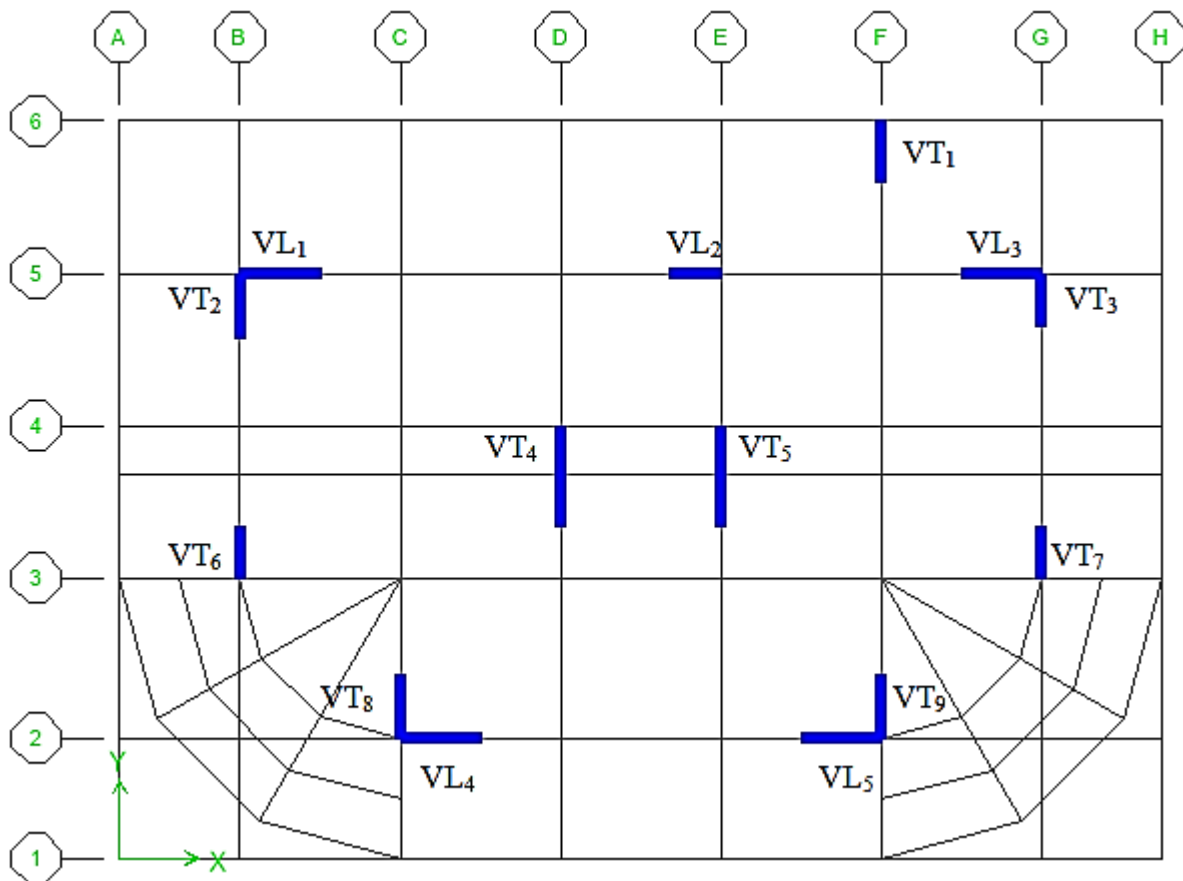 A B C D E F G H
6
VT₁
VL₁ VL₂ VL₃
5
VT₂ VT₃
4
VT₄ VT₅
VT₆ VT₇
3
VT₈ VT₉
2
Y
VL₄ VL₅
1
X